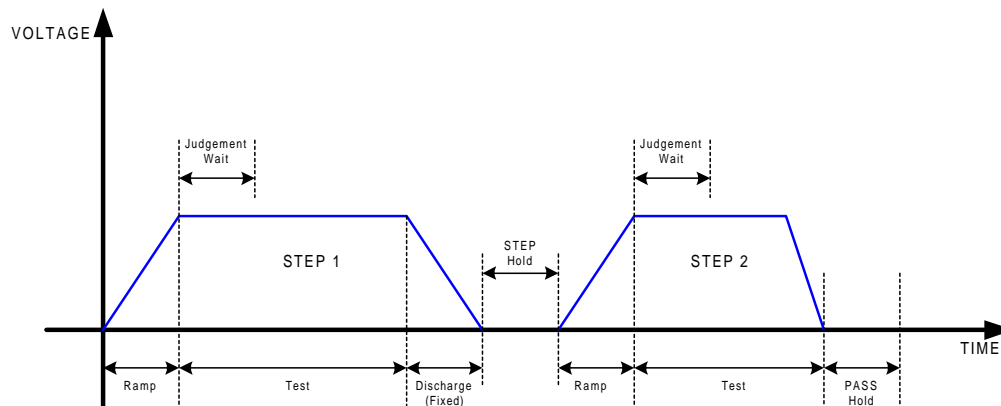 VOLTAGE
Judgement
Wait
Judgement
Wait
STEP 1
STEP
Hold
STEP 2
TIME
Ramp
Test
Discharge
(Fixed)
Ramp
Test
PASS
Hold